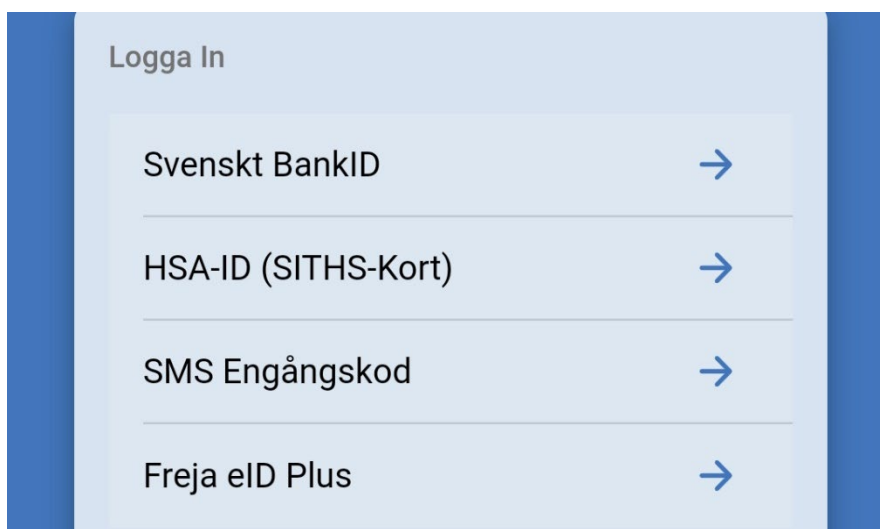 Logga In
Svenskt BankID
HSA-ID (SITHS-Kort)
SMS Engångskod
Freja eID Plus